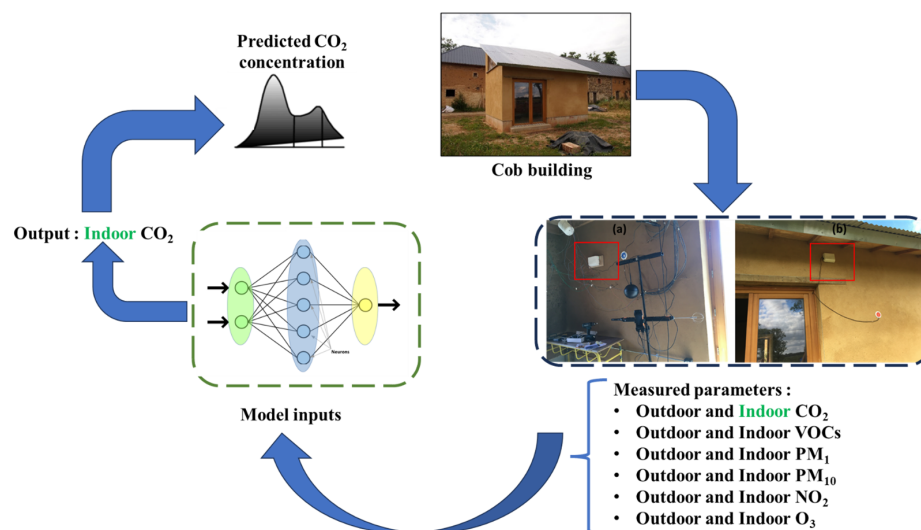 Predicted CO₂
concentration
Cob building
Output : Indoor CO₂
(a)
(b)
Neurons
Model inputs
Measured parameters :
• Outdoor and Indoor CO₂
• Outdoor and Indoor VOCs
• Outdoor and Indoor PM₁
• Outdoor and Indoor PM₁₀
• Outdoor and Indoor NO₂
• Outdoor and Indoor O₃